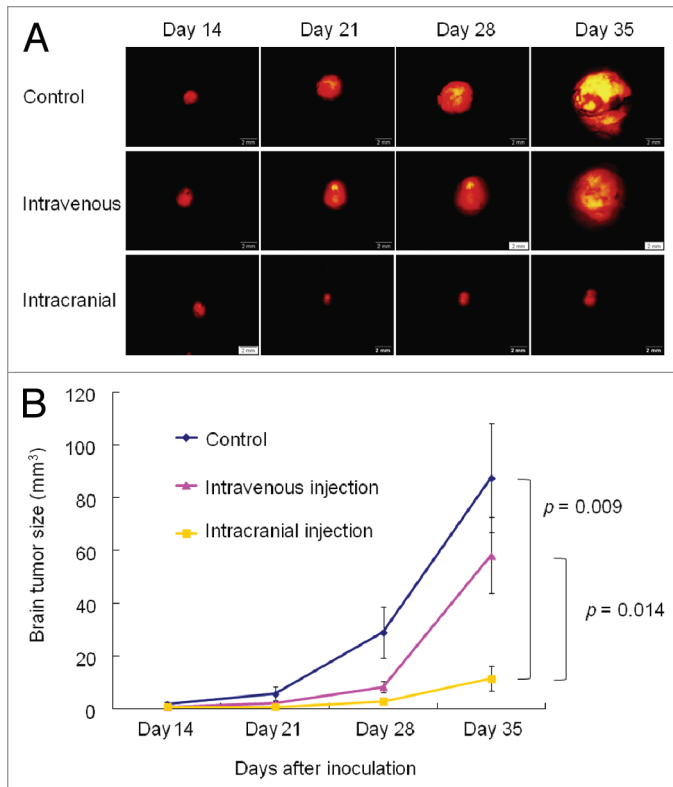 A
Day 14 Day 21 Day 28 Day 35
Control
2 mm 2 mm 2 mm 2 mm
Intravenous
2 mm 2 mm 2 mm 2 mm
Intracranial
2 mm 2 mm 2 mm 2 mm
B
Brain tumor size (mm³)
120
100
80
60
40
20
0
Control
Intravenous injection
Intracranial injection
p = 0.009
p = 0.014
Day 14 Day 21 Day 28 Day 35
Days after inoculation